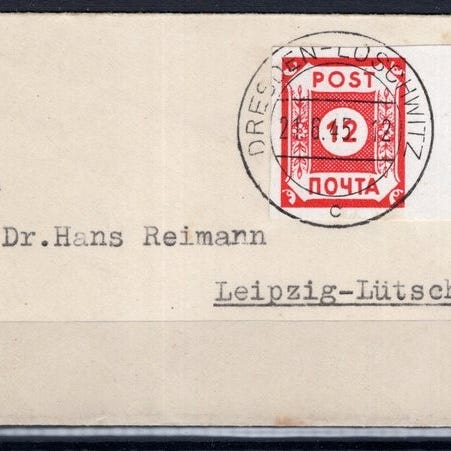 DRESDEN-LOSCHWITZ
POST
12
ПОЧТА
c
Dr.Hans Reimann
Leipzig-Lütsch